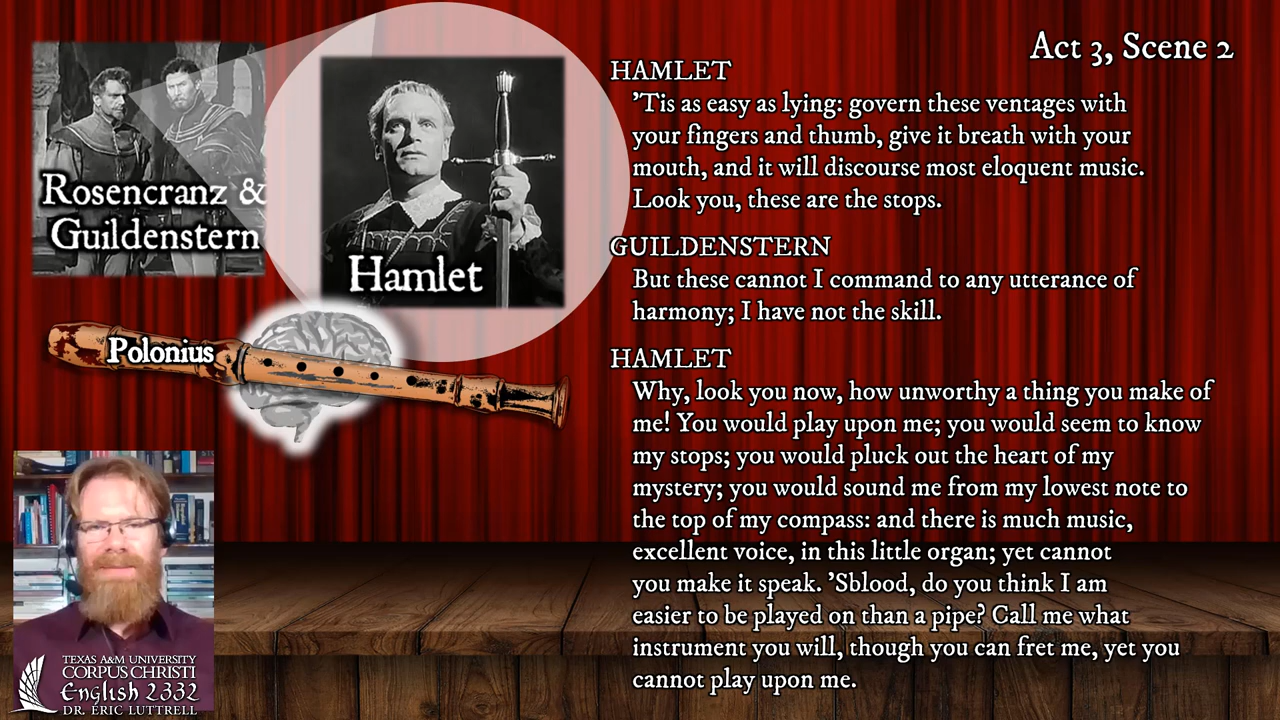 Act 3, Scene 2
Rosencranz &
Guildenstern
Hamlet
Polonius
HAMLET
’Tis as easy as lying: govern these ventages with
your fingers and thumb, give it breath with your
mouth, and it will discourse most eloquent music.
Look you, these are the stops.
GUILDENSTERN
But these cannot I command to any utterance of
harmony; I have not the skill.
HAMLET
Why, look you now, how unworthy a thing you make of
me! You would play upon me; you would seem to know
my stops; you would pluck out the heart of my
mystery; you would sound me from my lowest note to
the top of my compass: and there is much music,
excellent voice, in this little organ; yet cannot
you make it speak. ’Sblood, do you think I am
easier to be played on than a pipe? Call me what
instrument you will, though you can fret me, yet you
cannot play upon me.
TEXAS A&M UNIVERSITY
CORPUS CHRISTI
English 2332
DR. ERIC LUTTRELL